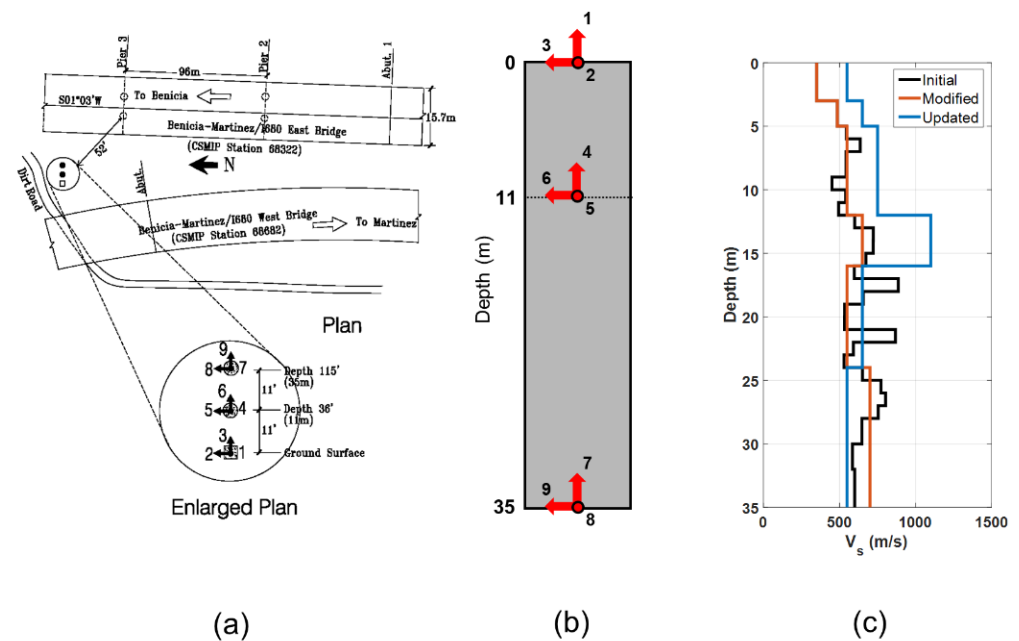 Pier 3
Pier 2
Abut. 1
96m
S01°03'W
To Benicia
15.7m
Benicia-Martinez/I680 East Bridge
(CSMIP Station 68322)
52'
N
Dirt Road
Abut.
Benicia-Martinez/I680 West Bridge
(CSMIP Station 68682)
To Martinez
Plan
9
8
7
Depth 115'
(35m)
11'
6
5
4
Depth 36'
(11m)
11'
3
2
1
Ground Surface
Enlarged Plan
(a)
1
3
0
2
4
6
11
5
Depth (m)
7
9
35
8
(b)
Initial
Modified
Updated
0
5
10
15
20
25
30
35
Depth (m)
0
500
1000
1500
Vs (m/s)
(c)